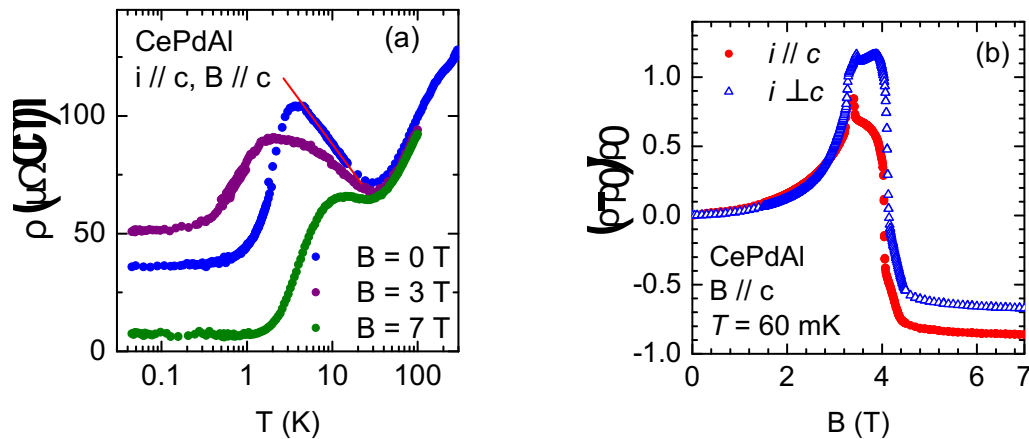 (a)
CePdAl
i // c, B // c
100
50
0
B = 0 T
B = 3 T
B = 7 T
0.1
1
10
100
T (K)
(b)
i // c
i ⊥c
1.0
0.5
0.0
-0.5
-1.0
CePdAl
B // c
T = 60 mK
0
2
4
6
7
B (T)